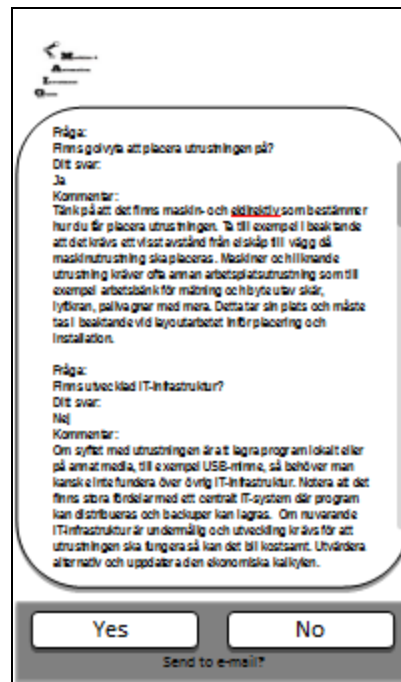 M
A
I
O
Fråga:
Finns golvyta att placera utrustningen på?
Ditt svar:
Ja
Kommentar:
Tänk på att det finns maskin- och eldirektiv som bestämmer
hur du får placera utrustningen. Ta till exempel i beaktande
att det krävs ett visst avstånd från elskåp till vägg då
maskinutrustning ska placeras. Maskiner och liknande
utrustning kräver ofta annan arbetsplatsutrustning som till
exempel arbetsbänk för mätning och byte utav skär,
lyftkran, pallvagnar med mera. Detta tar sin plats och måste
tas i beaktande vid layoutarbetet inför placering och
installation.
Fråga:
Finns utvecklad IT-infrastruktur?
Ditt svar:
Nej
Kommentar:
Om syftet med utrustningen är att lagra program lokalt eller
på annat media, till exempel USB-minne, så behöver man
kanske inte fundera över övrig IT-infrastruktur. Notera att det
finns stora fördelar med ett centralt IT-system där program
kan distribueras och backuper kan lagras. Om nuvarande
IT-infrastruktur är undermålig och utveckling krävs för att
utrustningen ska fungera så kan det bli kostsamt. Utvärdera
alternativ och uppdatera den ekonomiska kalkylen.
Yes
No
Send to e-mail?